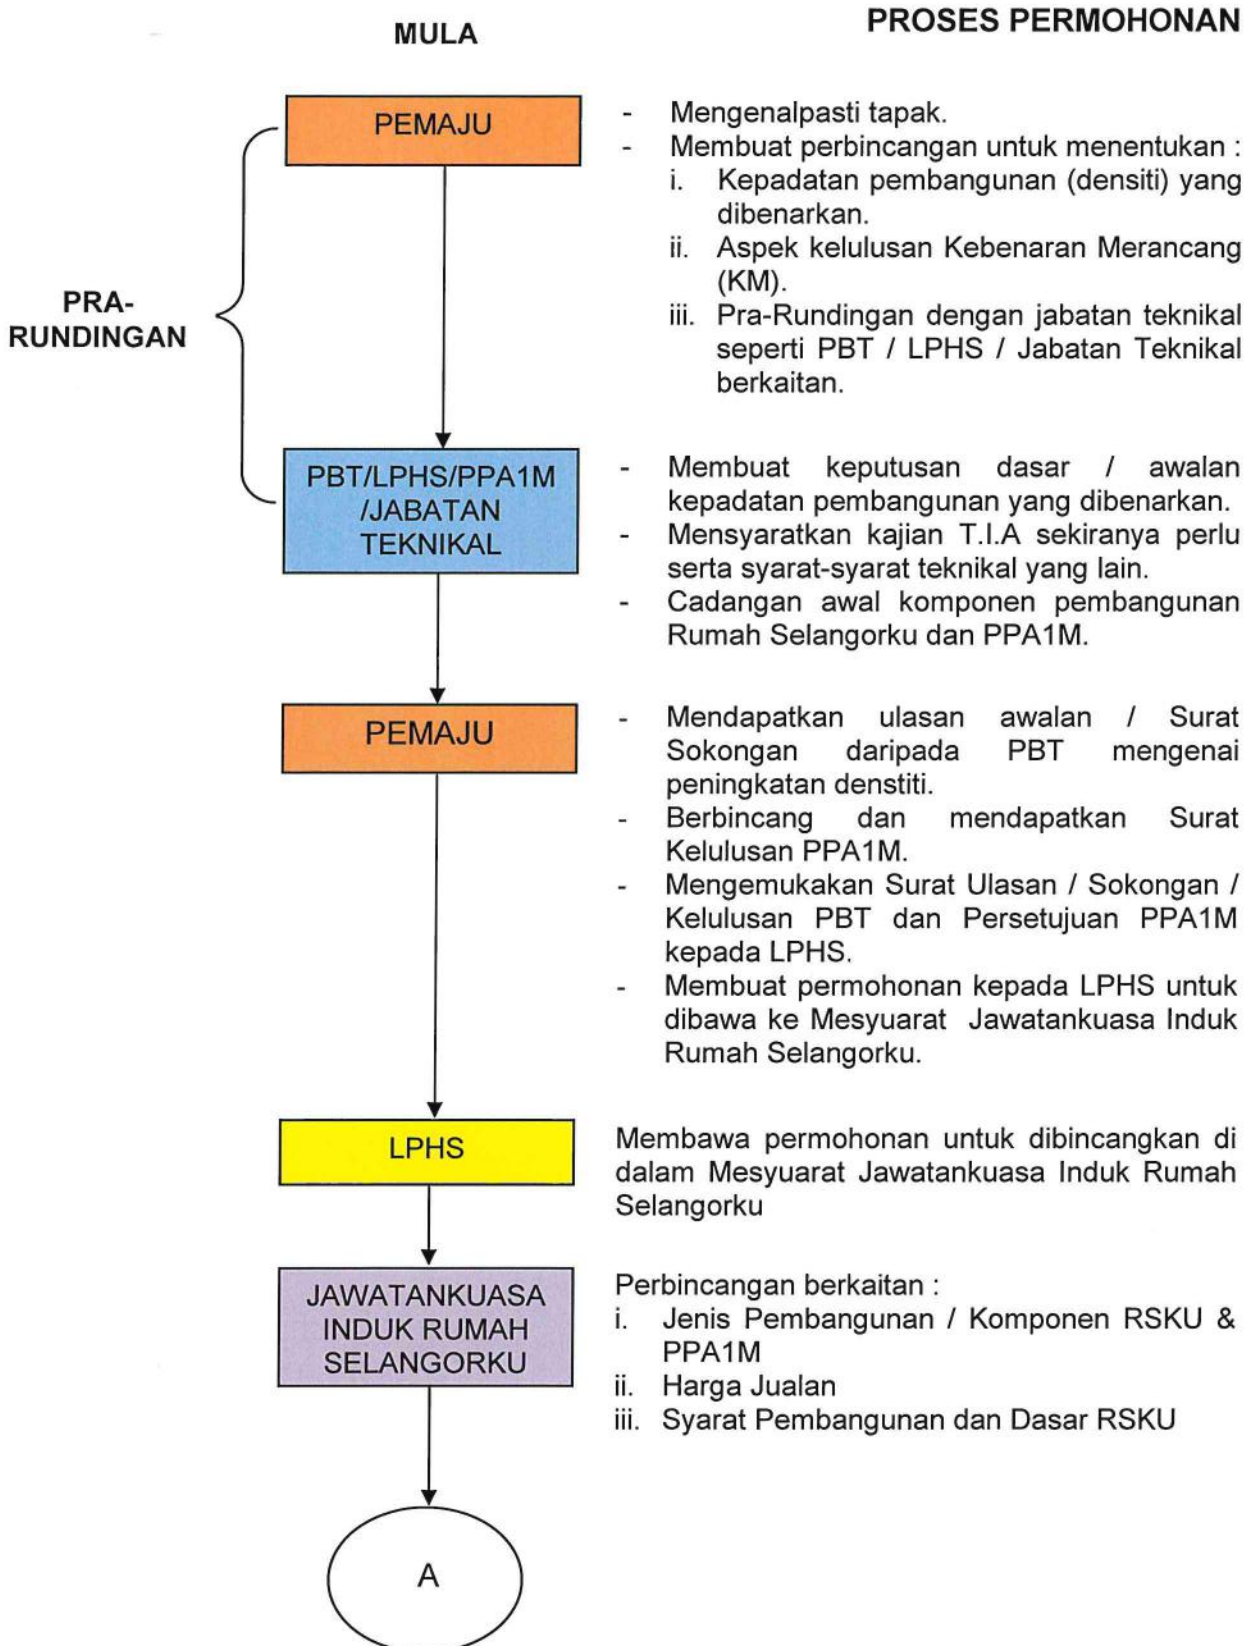 MULA
PROSES PERMOHONAN
PRA-
RUNDINGAN
PEMAJU
- Mengenalpasti tapak.
- Membuat perbincangan untuk menentukan :
i. Kepadatan pembangunan (densiti) yang
dibenarkan.
ii. Aspek kelulusan Kebenaran Merancang
(KM).
iii. Pra-Rundingan dengan jabatan teknikal
seperti PBT / LPHS / Jabatan Teknikal
berkaitan.
PBT/LPHS/PPA1M
/JABATAN
TEKNIKAL
- Membuat keputusan dasar / awalan
kepadatan pembangunan yang dibenarkan.
- Mensyaratkan kajian T.I.A sekiranya perlu
serta syarat-syarat teknikal yang lain.
- Cadangan awal komponen pembangunan
Rumah Selangorku dan PPA1M.
PEMAJU
- Mendapatkan ulasan awalan / Surat
Sokongan daripada PBT mengenai
peningkatan denstiti.
- Berbincang dan mendapatkan Surat
Kelulusan PPA1M.
- Mengemukakan Surat Ulasan / Sokongan /
Kelulusan PBT dan Persetujuan PPA1M
kepada LPHS.
- Membuat permohonan kepada LPHS untuk
dibawa ke Mesyuarat Jawatankuasa Induk
Rumah Selangorku.
LPHS
Membawa permohonan untuk dibincangkan di
dalam Mesyuarat Jawatankuasa Induk Rumah
Selangorku
JAWATANKUASA
INDUK RUMAH
SELANGORKU
Perbincangan berkaitan :
i. Jenis Pembangunan / Komponen RSKU &
PPA1M
ii. Harga Jualan
iii. Syarat Pembangunan dan Dasar RSKU
A